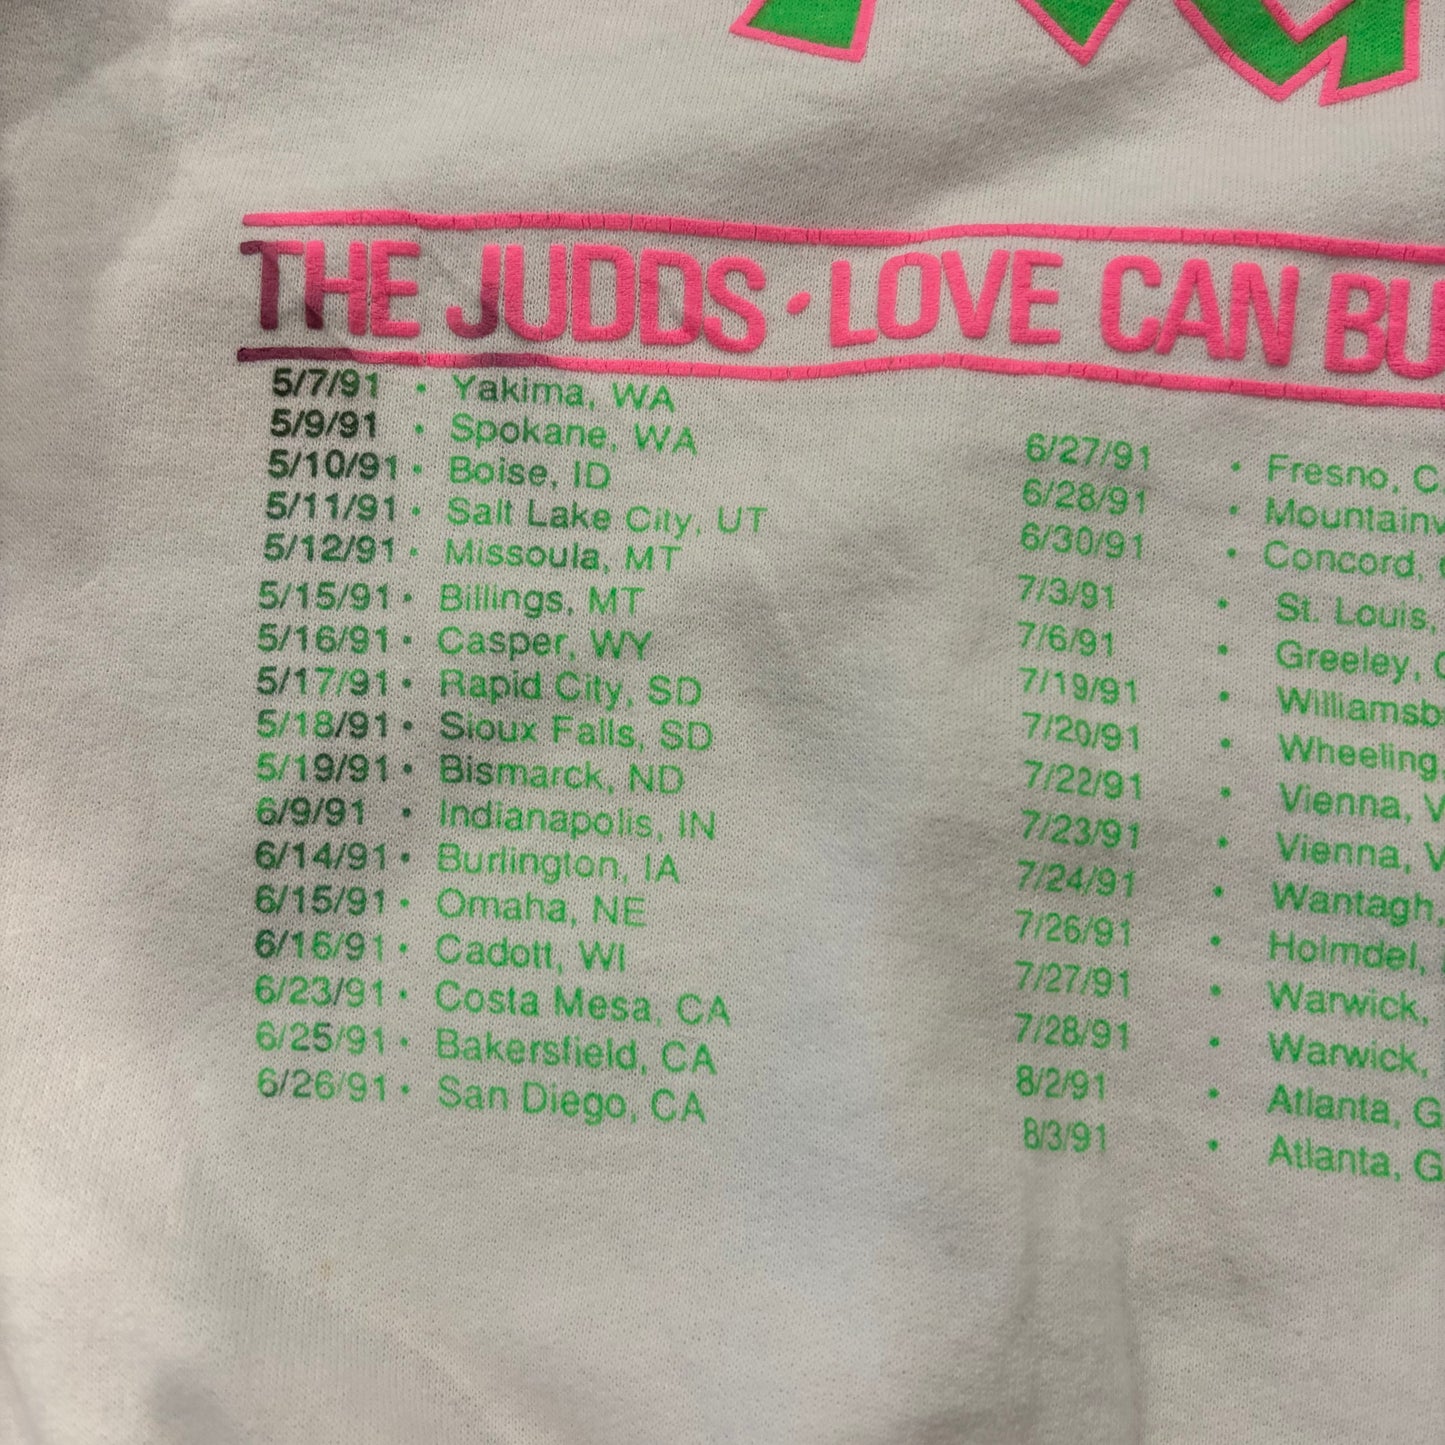 THE JUDDS · LOVE CAN BU
5/7/91 · Yakima, WA
5/9/91 · Spokane, WA
5/10/91 · Boise, ID
5/11/91 · Salt Lake City, UT
5/12/91 · Missoula, MT
5/15/91 · Billings, MT
5/16/91 · Casper, WY
5/17/91 · Rapid City, SD
5/18/91 · Sioux Falls, SD
5/19/91 · Bismarck, ND
6/9/91 · Indianapolis, IN
6/14/91 · Burlington, IA
6/15/91 · Omaha, NE
6/16/91 · Cadott, WI
6/23/91 · Costa Mesa, CA
6/25/91 · Bakersfield, CA
6/26/91 · San Diego, CA
6/27/91 · Fresno, C
6/28/91 · Mountainv
6/30/91 · Concord,
7/3/91 · St. Louis,
7/6/91 · Greeley,
7/19/91 · Williamsb
7/20/91 · Wheeling
7/22/91 · Vienna, V
7/23/91 · Vienna, V
7/24/91 · Wantagh,
7/26/91 · Holmdel,
7/27/91 · Warwick,
7/28/91 · Warwick,
8/2/91 · Atlanta, G
8/3/91 · Atlanta, G